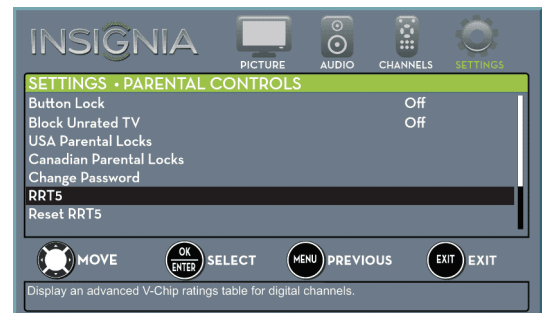 INSIGNIA
PICTURE AUDIO CHANNELS SETTINGS
SETTINGS • PARENTAL CONTROLS
Button Lock Off
Block Unrated TV Off
USA Parental Locks
Canadian Parental Locks
Change Password
RRT5
Reset RRT5
MOVE OK ENTER SELECT MENU PREVIOUS EXIT EXIT
Display an advanced V-Chip ratings table for digital channels.